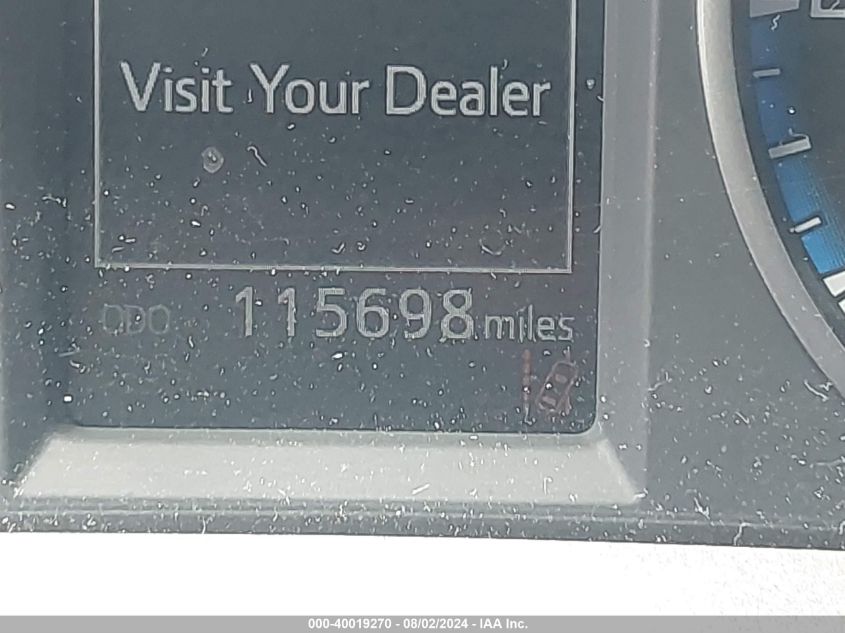 Visit Your Dealer
ODO 115698 miles
000-40019270 - 08/02/2024 - IAA Inc.